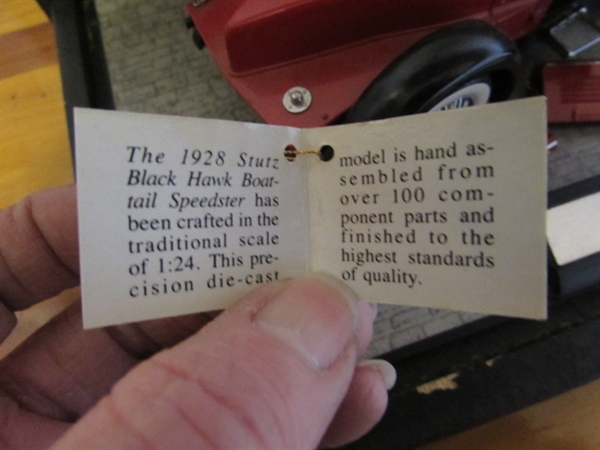 The 1928 Stutz
Black Hawk Boat-
tail Speedster has
been crafted in the
traditional scale
of 1:24. This pre-
cision die-cast
model is hand as-
sembled from
over 100 com-
ponent parts and
finished to the
highest standards
of quality.